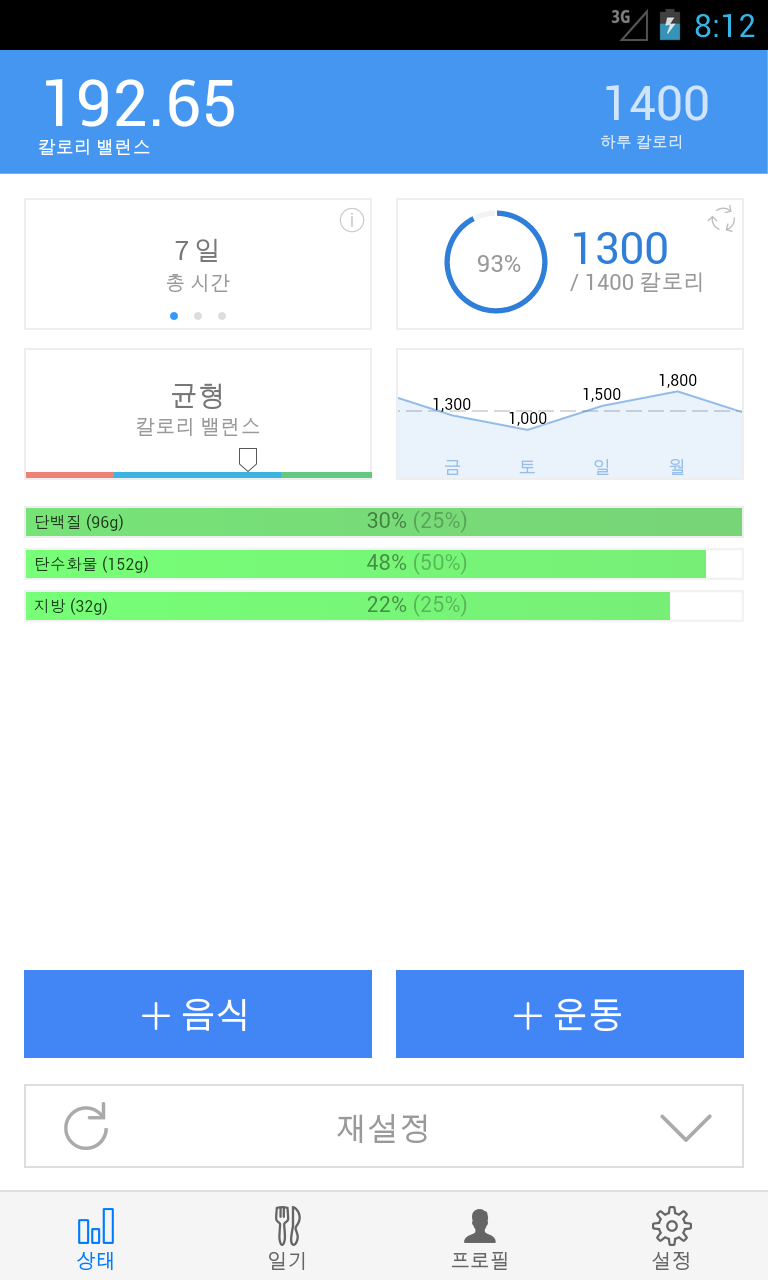 3G 8:12
192.65
칼로리 밸런스
1400
하루 칼로리
7 일
총 시간
93%
1300
/ 1400 칼로리
균형
칼로리 밸런스
1,300
1,000
1,500
1,800
금 토 일 월
단백질 (96g) 30% (25%)
탄수화물 (152g) 48% (50%)
지방 (32g) 22% (25%)
+ 음식
+ 운동
재설정
상태 일기 프로필 설정